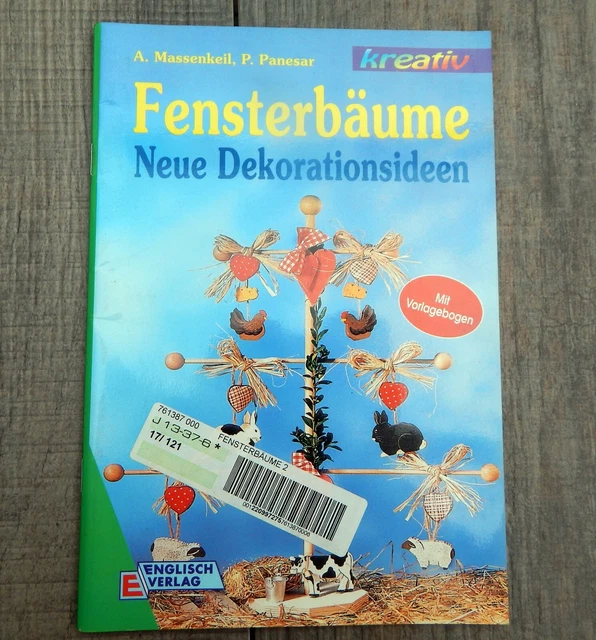 A. Massenkeil, P. Panesar
kreativ
Fensterbäume
Neue Dekorationsideen
Mit
Vorlagebogen
761387 000
J 13-37-6 *
17/121
FENSTERBÄUME 2
ENGLISCH
VERLAG
E